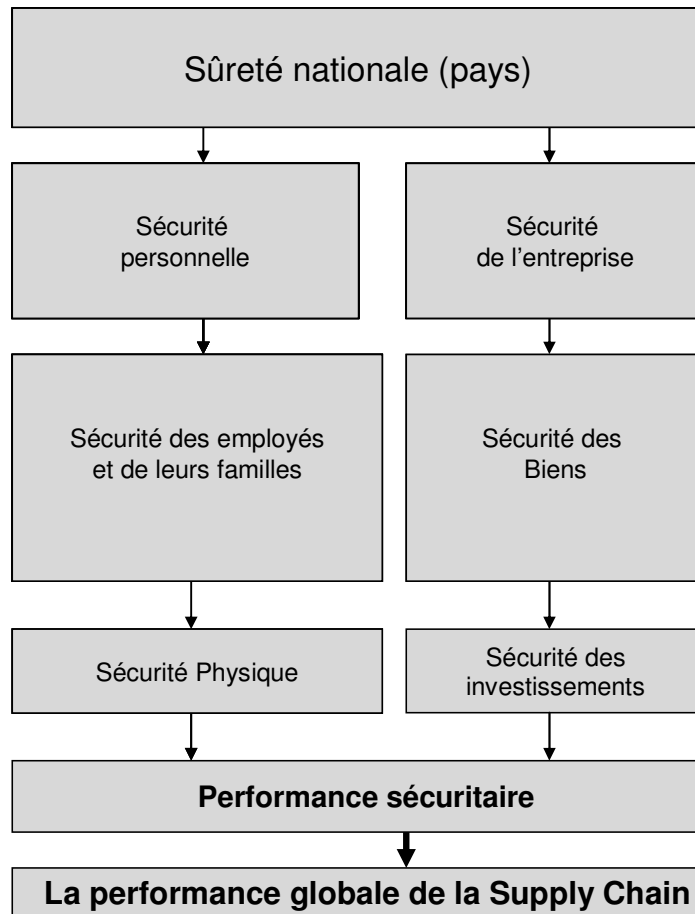 Sûreté nationale (pays)
Sécurité
personnelle
Sécurité
de l'entreprise
Sécurité des employés
et de leurs familles
Sécurité des
Biens
Sécurité Physique
Sécurité des
investissements
Performance sécuritaire
La performance globale de la Supply Chain